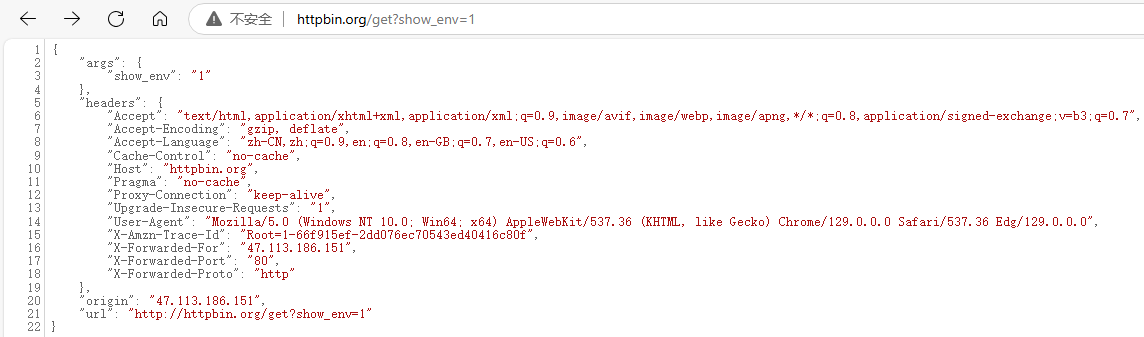 不安全 httpbin.org/get?show_env=1
1 {
2 "args": {
3 "show_env": "1"
4 },
5 "headers": {
6 "Accept": "text/html,application/xhtml+xml,application/xml;q=0.9,image/avif,image/webp,image/apng,*/*;q=0.8,application/signed-exchange;v=b3;q=0.7",
7 "Accept-Encoding": "gzip, deflate",
8 "Accept-Language": "zh-CN,zh;q=0.9,en;q=0.8,en-GB;q=0.7,en-US;q=0.6",
9 "Cache-Control": "no-cache",
10 "Host": "httpbin.org",
11 "Pragma": "no-cache",
12 "Proxy-Connection": "keep-alive",
13 "Upgrade-Insecure-Requests": "1",
14 "User-Agent": "Mozilla/5.0 (Windows NT 10.0; Win64; x64) AppleWebKit/537.36 (KHTML, like Gecko) Chrome/129.0.0.0 Safari/537.36 Edg/129.0.0.0",
15 "X-Amzn-Trace-Id": "Root=1-66f915ef-2dd076ec70543ed40416c80f",
16 "X-Forwarded-For": "47.113.186.151",
17 "X-Forwarded-Port": "80",
18 "X-Forwarded-Proto": "http"
19 },
20 "origin": "47.113.186.151",
21 "url": "http://httpbin.org/get?show_env=1"
22 }